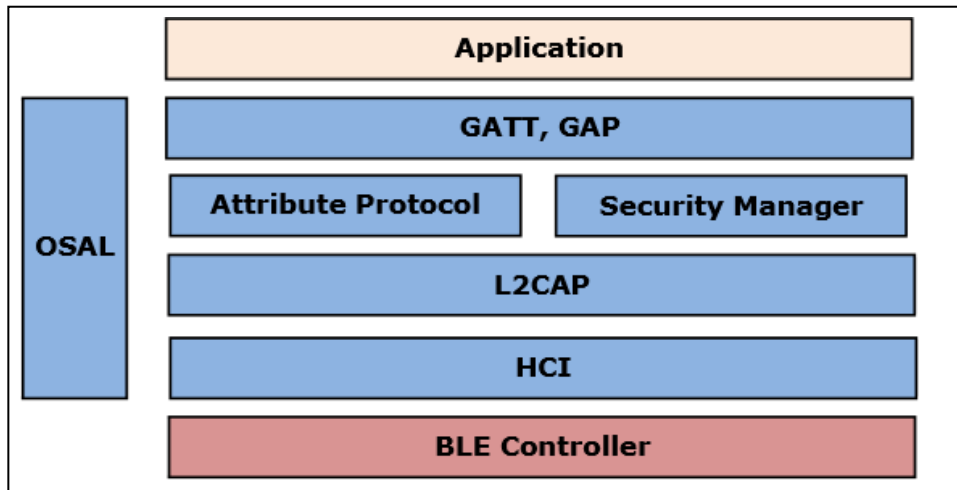 Application
GATT, GAP
Attribute Protocol
Security Manager
OSAL
L2CAP
HCI
BLE Controller